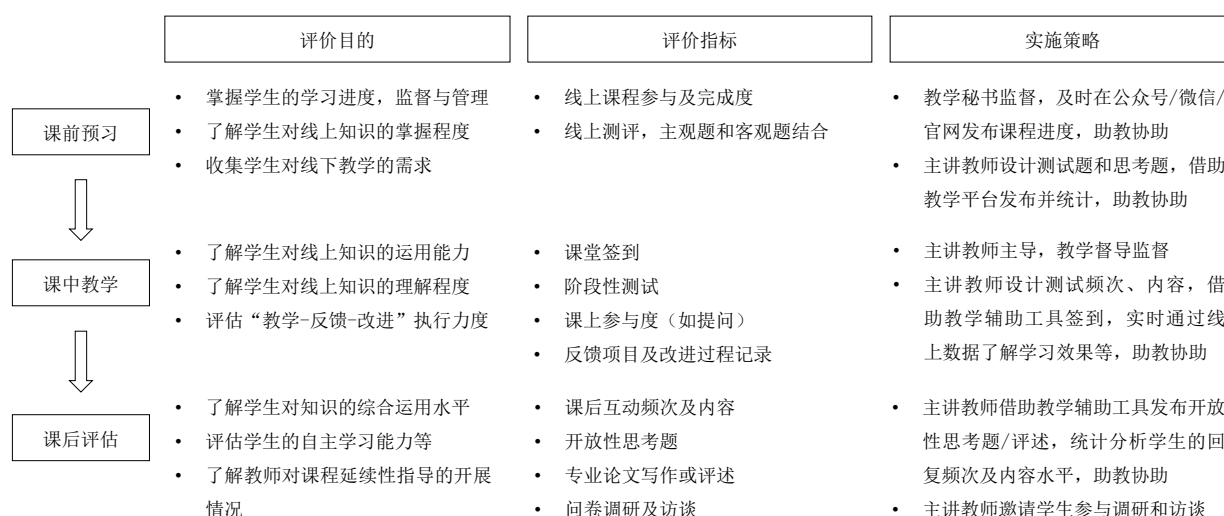 评价目的
评价指标
实施策略
课前预习
• 掌握学生的学习进度，监督与管理
• 了解学生对线上知识的掌握程度
• 收集学生对线下教学的需求
• 线上课程参与及完成度
• 线上测评，主观题和客观题结合
• 教学秘书监督，及时在公众号/微信/
官网发布课程进度，助教协助
• 主讲教师设计测试题和思考题，借助
教学平台发布并统计，助教协助
课中教学
• 了解学生对线上知识的运用能力
• 了解学生对线上知识的理解程度
• 评估“教学-反馈-改进”执行力度
• 课堂签到
• 阶段性测试
• 课上参与度（如提问）
• 反馈项目及改进过程记录
• 主讲教师主导，教学督导监督
• 主讲教师设计测试频次、内容，借
助教学辅助工具签到，实时通过线
上数据了解学习效果等，助教协助
课后评估
• 了解学生对知识的综合运用水平
• 评估学生的自主学习能力等
• 了解教师对课程延续性指导的开展
情况
• 课后互动频次及内容
• 开放性思考题
• 专业论文写作或评述
• 问卷调研及访谈
• 主讲教师借助教学辅助工具发布开放
性思考题/评述，统计分析学生的回
复频次及内容水平，助教协助
• 主讲教师邀请学生参与调研和访谈